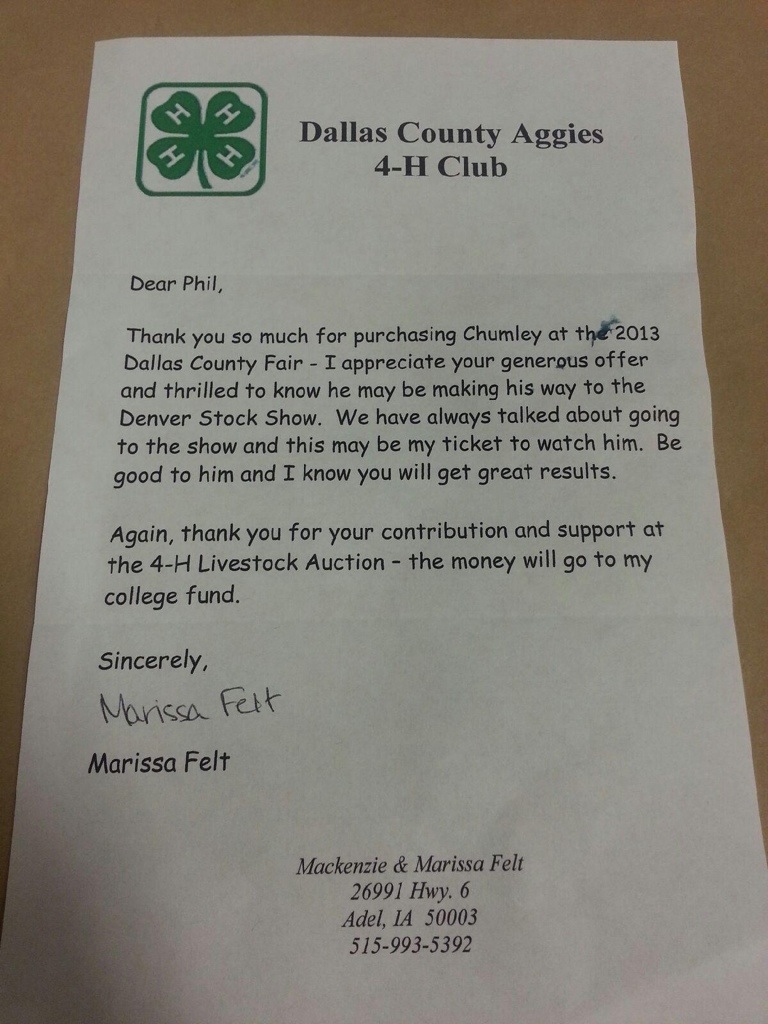 H H
H H
Dallas County Aggies
4-H Club
Dear Phil,
Thank you so much for purchasing Chumley at the 2013
Dallas County Fair - I appreciate your generous offer
and thrilled to know he may be making his way to the
Denver Stock Show. We have always talked about going
to the show and this may be my ticket to watch him. Be
good to him and I know you will get great results.
Again, thank you for your contribution and support at
the 4-H Livestock Auction – the money will go to my
college fund.
Sincerely,
Marissa Felt
Marissa Felt
Mackenzie & Marissa Felt
26991 Hwy. 6
Adel, IA 50003
515-993-5392